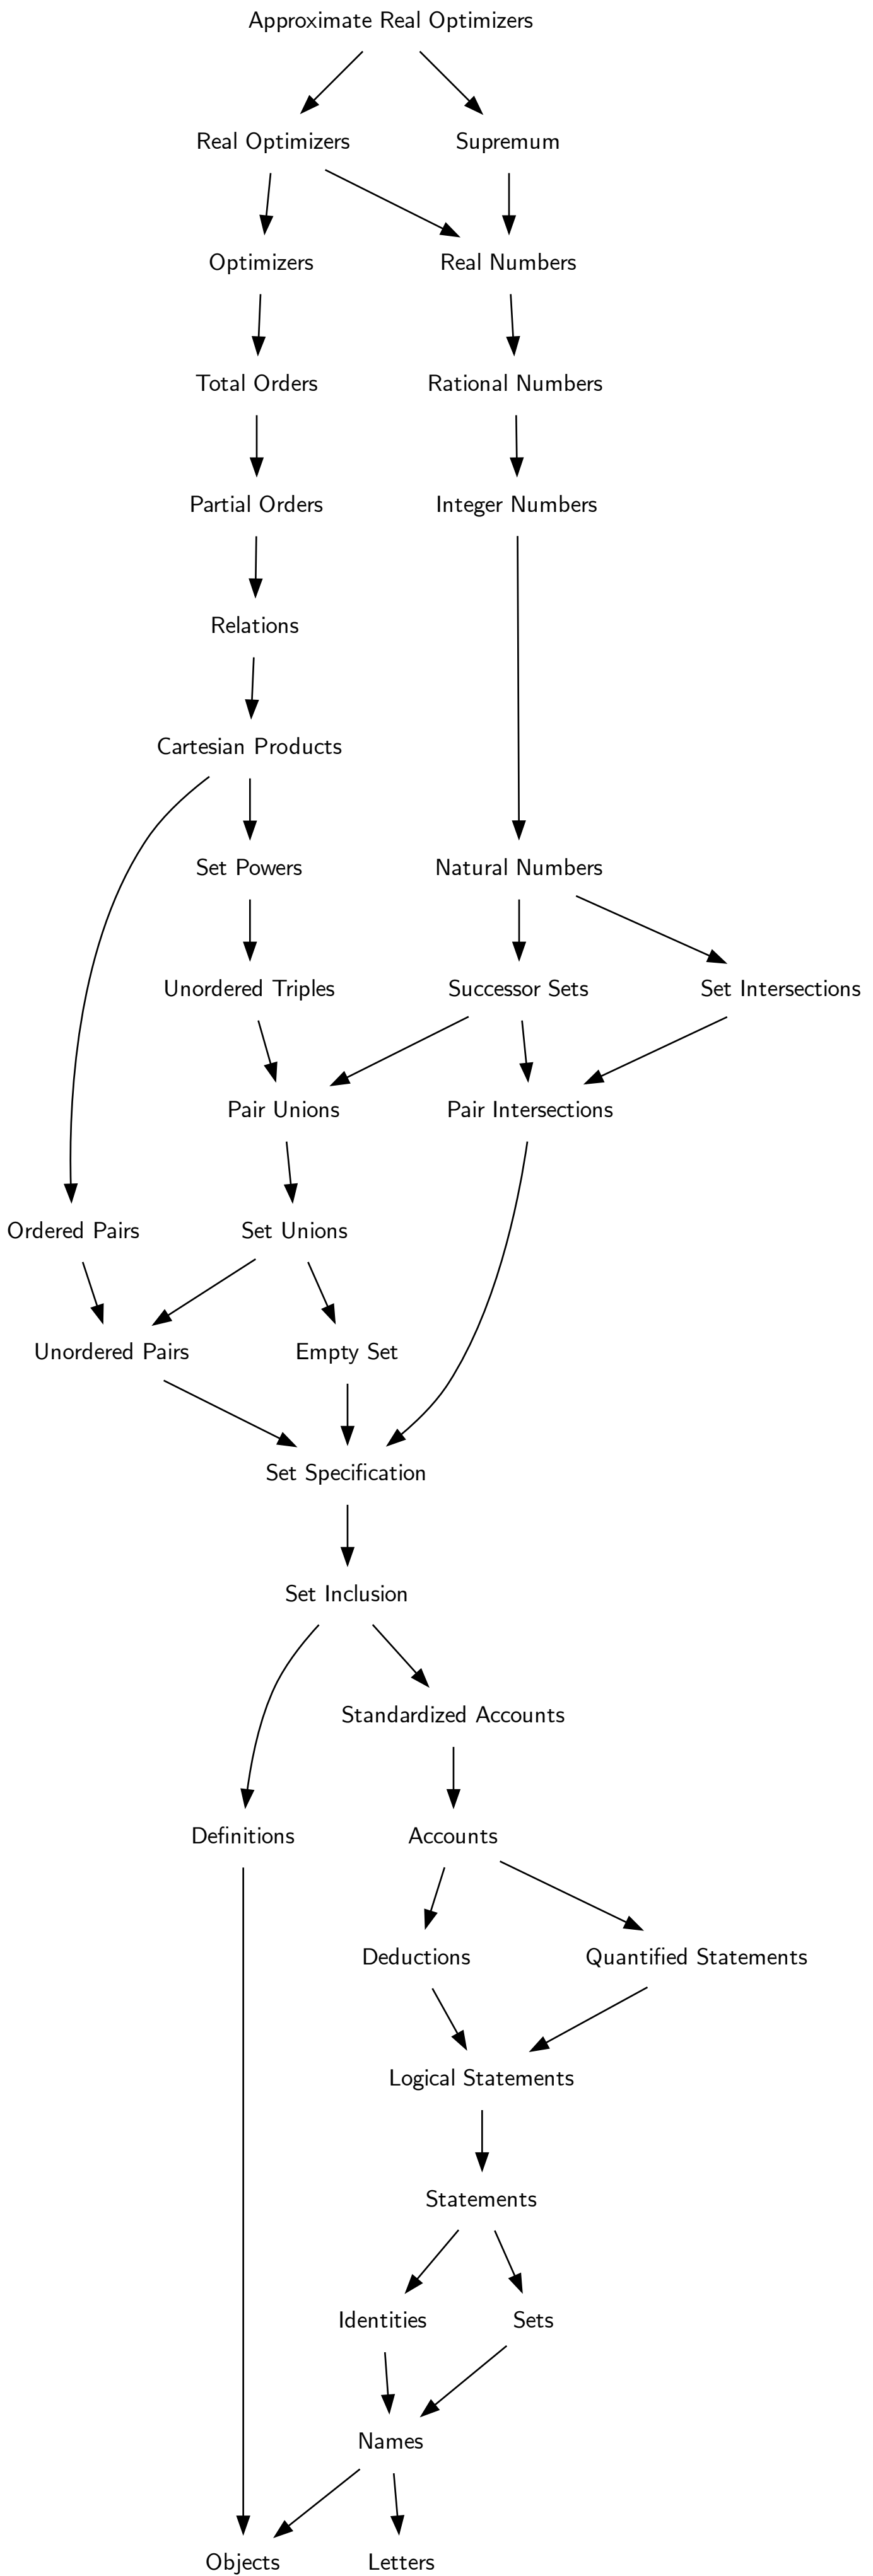 Approximate Real Optimizers
Real Optimizers
Supremum
Optimizers
Real Numbers
Total Orders
Rational Numbers
Partial Orders
Integer Numbers
Relations
Cartesian Products
Set Powers
Natural Numbers
Unordered Triples
Successor Sets
Set Intersections
Pair Unions
Pair Intersections
Ordered Pairs
Set Unions
Unordered Pairs
Empty Set
Set Specification
Set Inclusion
Standardized Accounts
Definitions
Accounts
Deductions
Quantified Statements
Logical Statements
Statements
Identities
Sets
Names
Objects
Letters